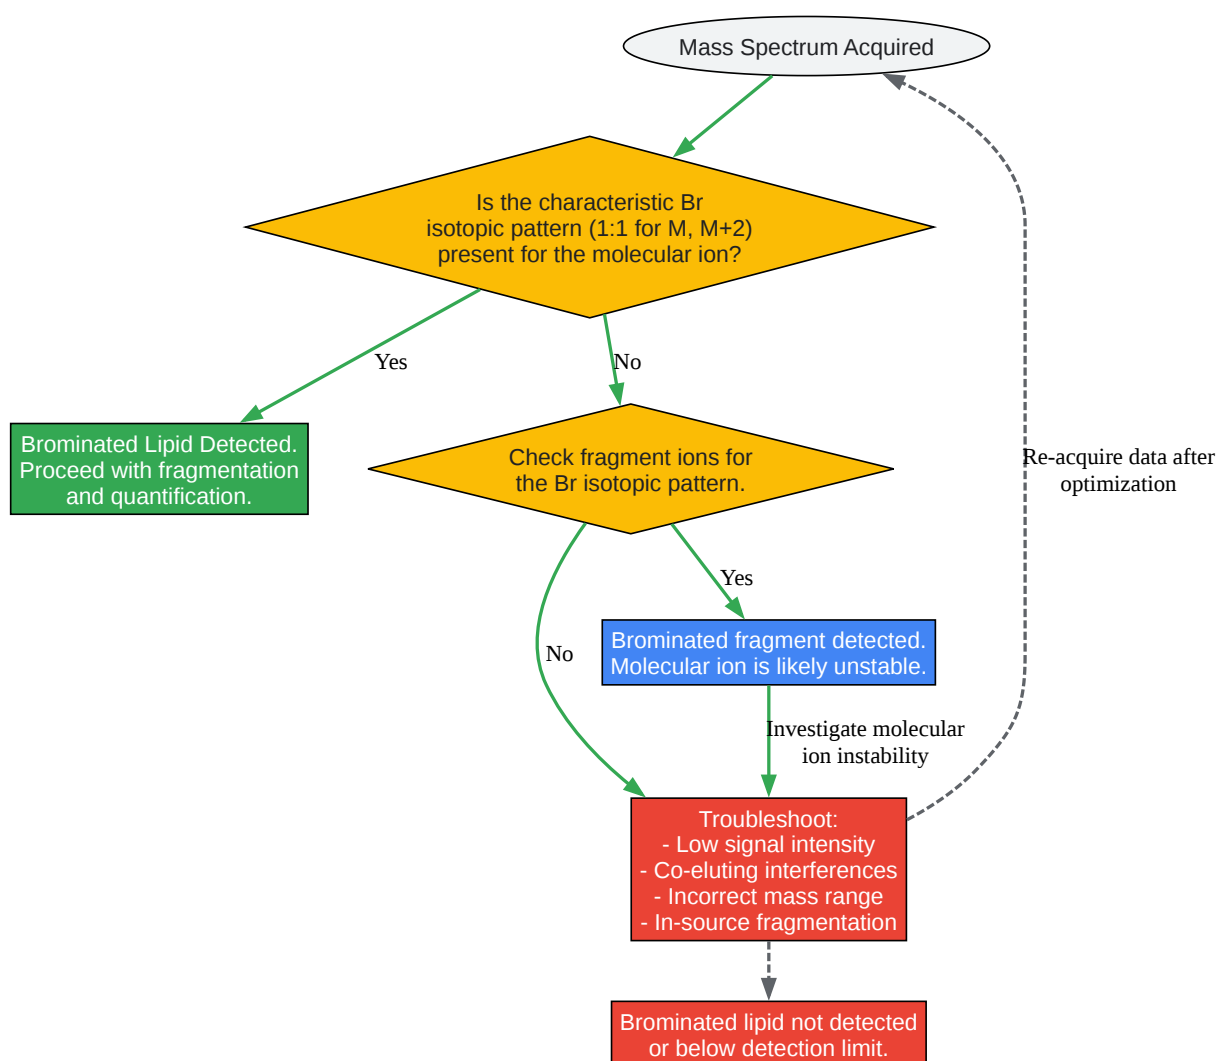 Mass Spectrum Acquired
Is the characteristic Br
isotopic pattern (1:1 for M, M+2)
present for the molecular ion?
Yes
No
Brominated Lipid Detected.
Proceed with fragmentation
and quantification.
Check fragment ions for
the Br isotopic pattern.
Re-acquire data after
optimization
Yes
No
Brominated fragment detected.
Molecular ion is likely unstable.
Investigate molecular
ion instability
Troubleshoot:
- Low signal intensity
- Co-eluting interferences
- Incorrect mass range
- In-source fragmentation
Brominated lipid not detected
or below detection limit.